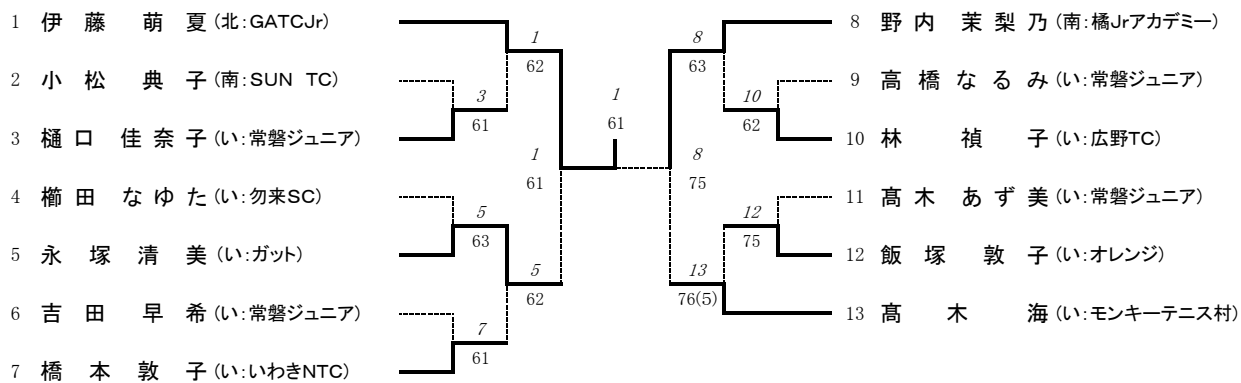 1 伊藤 萌夏 (北:GATCJr)
2 小松 典子 (南:SUN TC)
3 樋口 佳奈子 (い:常磐ジュニア)
4 櫛田 なゆた (い:勿来SC)
5 永塚 清美 (い:ガット)
6 吉田 早希 (い:常磐ジュニア)
7 橋本 敦子 (い:いわきNTC)
1
62
3
61
1
61
5
63
5
62
7
61
1
61
8
63
10
62
8
75
12
75
13
76(5)
8 野内 茉梨乃 (南:橘Jrアカデミー)
9 高橋なるみ (い:常磐ジュニア)
10 林 禎子 (い:広野TC)
11 髙木 あず美 (い:常磐ジュニア)
12 飯塚 敦子 (い:オレンジ)
13 髙木 海 (い:モンキーテニス村)